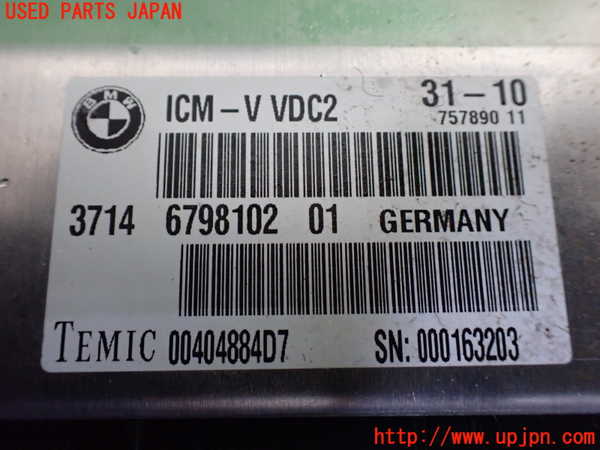 USED PARTS JAPAN
BMW
ICM-V VDC2 31-10
757890 11
3714 6798102 01 GERMANY
TEMIC 00404884D7 SN: 000163203
http://www.upjpn.com/